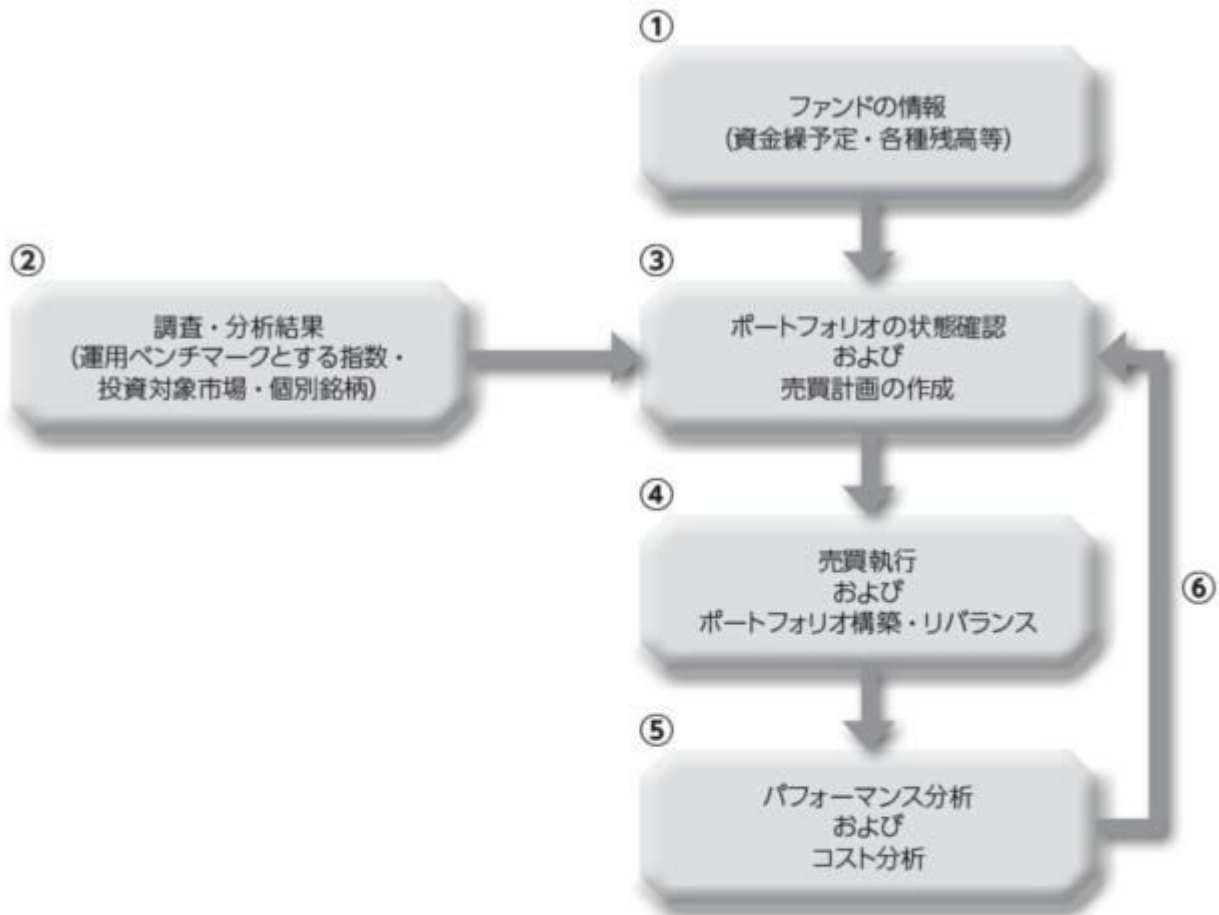 ①
ファンドの情報
(資金繰予定・各種残高等)
②
調査・分析結果
(運用ベンチマークとする指数・
投資対象市場・個別銘柄)
③
ポートフォリオの状態確認
および
売買計画の作成
④
売買執行
および
ポートフォリオ構築・リバランス
⑤
パフォーマンス分析
および
コスト分析
⑥